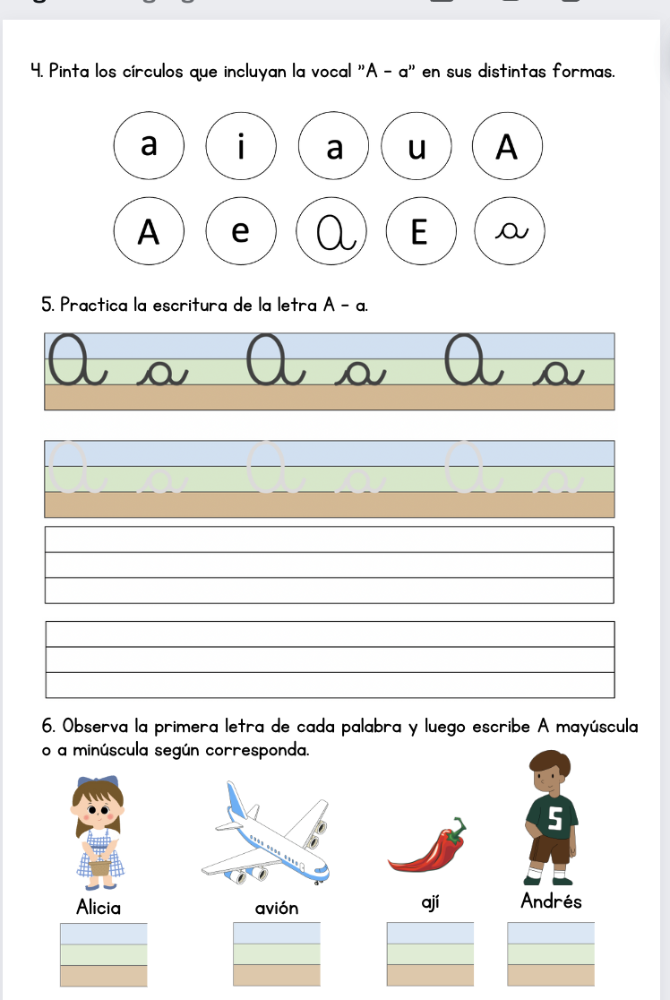 4. Pinta los círculos que incluyan la vocal "A - a" en sus distintas formas.
a i a u A
A e A E a
5. Practica la escritura de la letra A - a.
A a A a A a
A a A a A a
6. Observa la primera letra de cada palabra y luego escribe A mayúscula
o a minúscula según corresponda.
5
Alicia avión ají Andrés